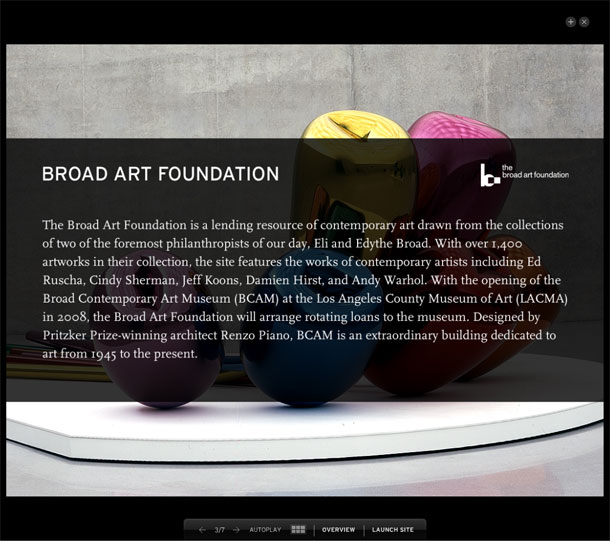 BROAD ART FOUNDATION
the
broad art foundation
The Broad Art Foundation is a lending resource of contemporary art drawn from the collections
of two of the foremost philanthropists of our day, Eli and Edythe Broad. With over 1,400
artworks in their collection, the site features the works of contemporary artists including Ed
Ruscha, Cindy Sherman, Jeff Koons, Damien Hirst, and Andy Warhol. With the opening of the
Broad Contemporary Art Museum (BCAM) at the Los Angeles County Museum of Art (LACMA)
in 2008, the Broad Art Foundation will arrange rotating loans to the museum. Designed by
Pritzker Prize-winning architect Renzo Piano, BCAM is an extraordinary building dedicated to
art from 1945 to the present.
3/7 AUTOPLAY OVERVIEW LAUNCH SITE